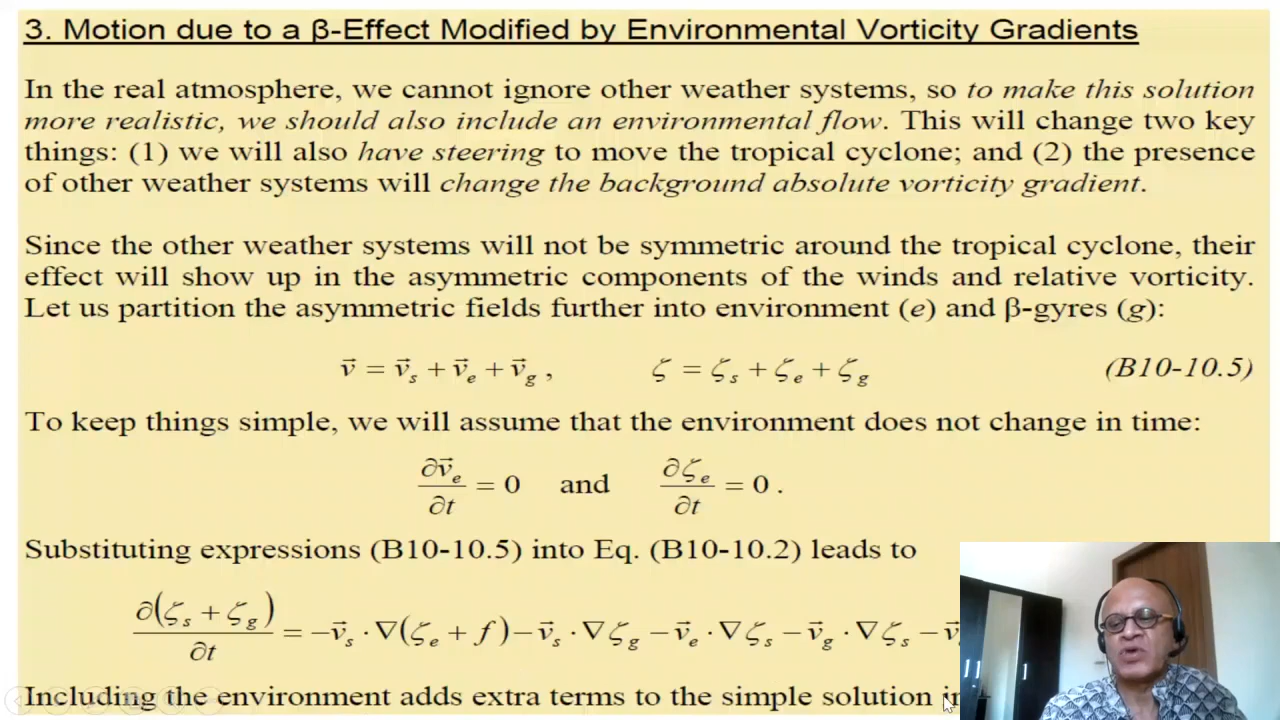 3. Motion due to a β-Effect Modified by Environmental Vorticity Gradients
In the real atmosphere, we cannot ignore other weather systems, so to make this solution
more realistic, we should also include an environmental flow. This will change two key
things: (1) we will also have steering to move the tropical cyclone; and (2) the presence
of other weather systems will change the background absolute vorticity gradient.
Since the other weather systems will not be symmetric around the tropical cyclone, their
effect will show up in the asymmetric components of the winds and relative vorticity.
Let us partition the asymmetric fields further into environment (e) and β-gyres (g):
v⃗ = v⃗ₛ + v⃗ₑ + v⃗_g , ζ = ζₛ + ζₑ + ζ_g (B10-10.5)
To keep things simple, we will assume that the environment does not change in time:
∂v⃗ₑ/∂t = 0 and ∂ζₑ/∂t = 0 .
Substituting expressions (B10-10.5) into Eq. (B10-10.2) leads to
∂(ζₛ + ζ_g)/∂t = −v⃗ₛ · ∇(ζₑ + f) − v⃗ₛ · ∇ζ_g − v⃗ₑ · ∇ζₛ − v⃗_g · ∇ζₛ − v⃗
Including the environment adds extra terms to the simple solution